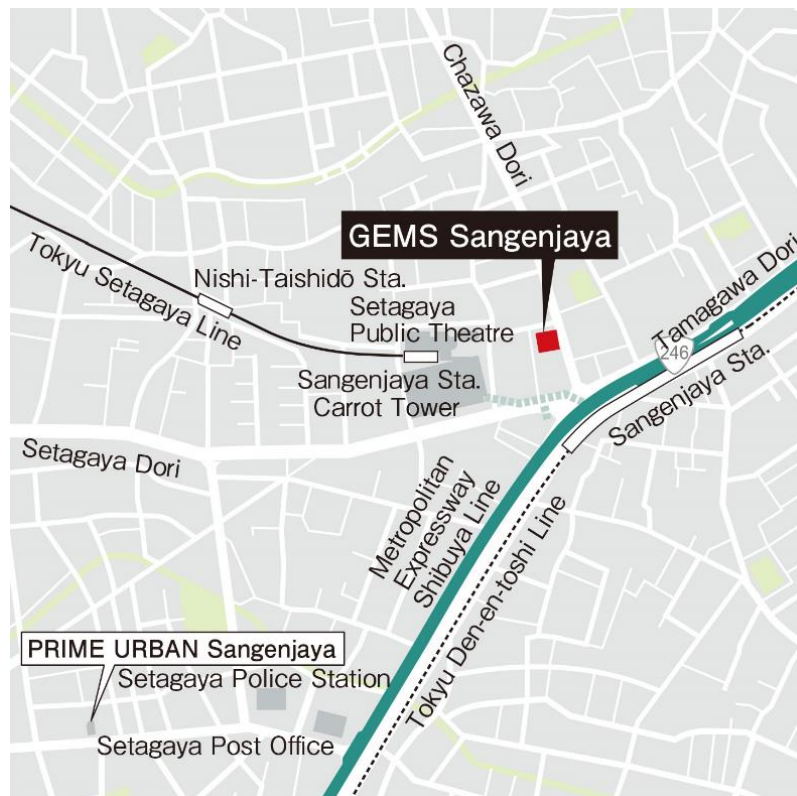 Chazawa Dori
GEMS Sangenjaya
Tamagawa Dori
Tokyu Setagaya Line
Nishi-Taishidō Sta.
Setagaya
Public Theatre
246
Sangenjaya Sta.
Sangenjaya Sta.
Carrot Tower
Setagaya Dori
Metropolitan
Expressway
Shibuya Line
Tokyu Den-en-toshi Line
PRIME URBAN Sangenjaya
Setagaya Police Station
Setagaya Post Office